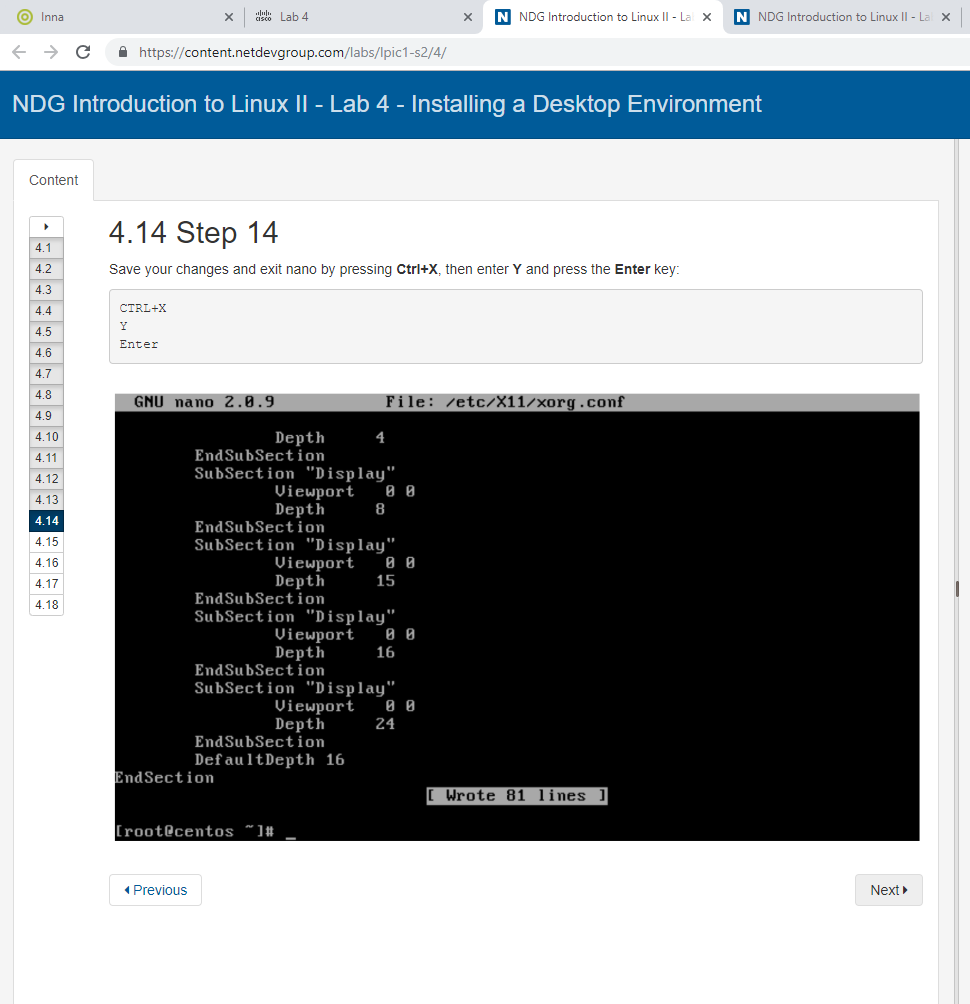 Inna
Lab 4
NDG Introduction to Linux II - La
NDG Introduction to Linux II - La
https://content.netdevgroup.com/labs/lpic1-s2/4/
NDG Introduction to Linux II - Lab 4 - Installing a Desktop Environment
Content
4.1
4.2
4.3
4.4
4.5
4.6
4.7
4.8
4.9
4.10
4.11
4.12
4.13
4.14
4.15
4.16
4.17
4.18
4.14 Step 14
Save your changes and exit nano by pressing Ctrl+X, then enter Y and press the Enter key:
CTRL+X
Y
Enter
GNU nano 2.0.9 File: /etc/X11/xorg.conf
Depth 4
EndSubSection
SubSection "Display"
Viewport 0 0
Depth 8
EndSubSection
SubSection "Display"
Viewport 0 0
Depth 15
EndSubSection
SubSection "Display"
Viewport 0 0
Depth 16
EndSubSection
SubSection "Display"
Viewport 0 0
Depth 24
EndSubSection
DefaultDepth 16
EndSection
[ Wrote 81 lines ]
[root@centos ~]# _
Previous
Next